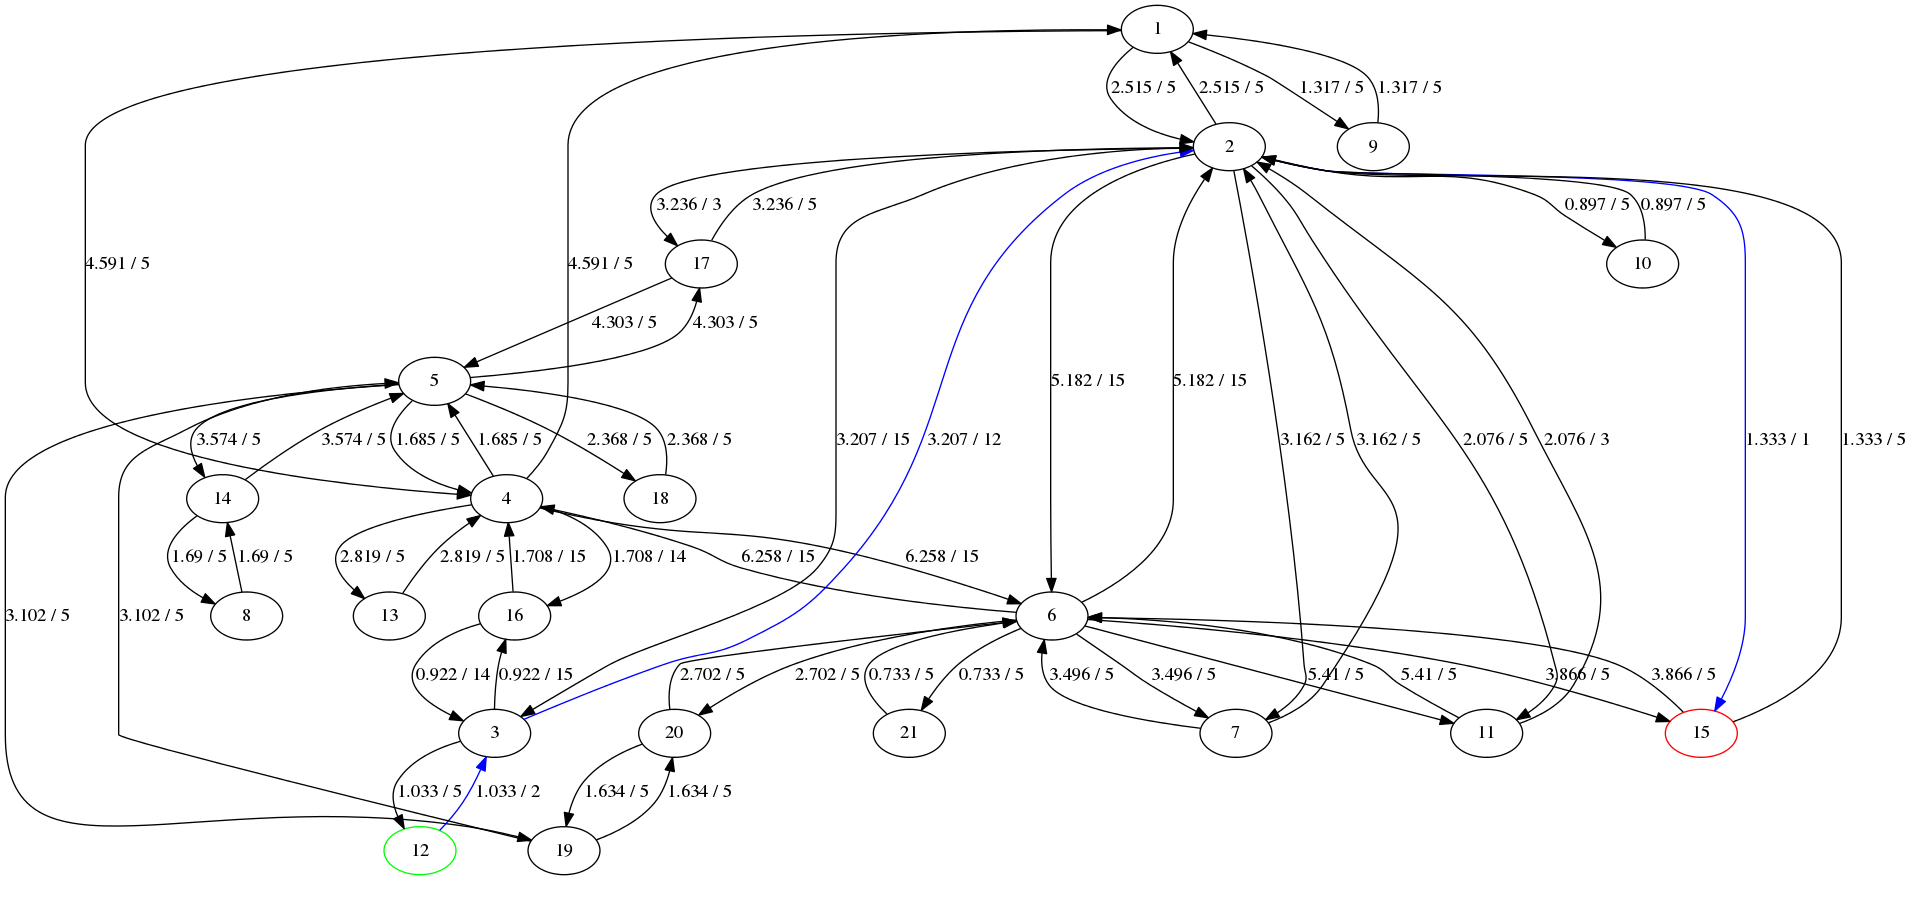 1
2.515 / 5
2.515 / 5
1.317 / 5
1.317 / 5
2
9
3.236 / 3
3.236 / 5
0.897 / 5
0.897 / 5
4.591 / 5
4.591 / 5
17
10
4.303 / 5
4.303 / 5
5
5.182 / 15
5.182 / 15
3.574 / 5
3.574 / 5
1.685 / 5
1.685 / 5
2.368 / 5
2.368 / 5
3.207 / 15
3.207 / 12
3.162 / 5
3.162 / 5
2.076 / 5
2.076 / 3
1.333 / 1
1.333 / 5
14
4
18
1.69 / 5
1.69 / 5
2.819 / 5
2.819 / 5
1.708 / 15
1.708 / 14
6.258 / 15
6.258 / 15
3.102 / 5
3.102 / 5
8
13
16
6
0.922 / 14
0.922 / 15
2.702 / 5
2.702 / 5
0.733 / 5
0.733 / 5
3.496 / 5
3.496 / 5
5.41 / 5
5.41 / 5
3.866 / 5
3.866 / 5
3
20
21
7
11
15
1.033 / 5
1.033 / 2
1.634 / 5
1.634 / 5
12
19